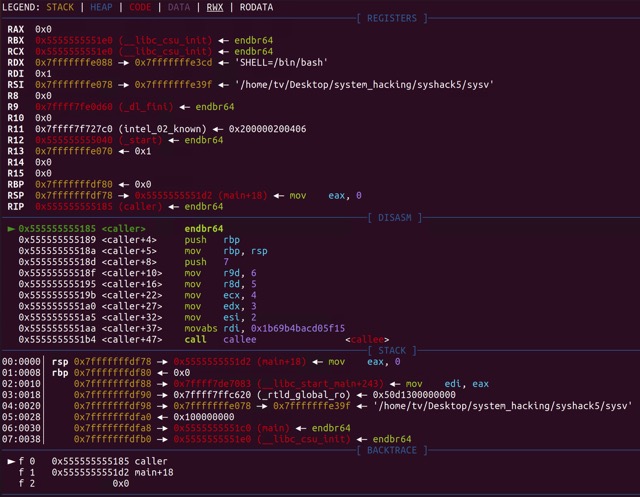 LEGEND: STACK | HEAP | CODE | DATA | RWX | RODATA
[ REGISTERS ]
RAX 0x0
RBX 0x5555555551e0 (__libc_csu_init) ◂— endbr64
RCX 0x5555555551e0 (__libc_csu_init) ◂— endbr64
RDX 0x7fffffffe088 —▸ 0x7fffffffe3cd ◂— 'SHELL=/bin/bash'
RDI 0x1
RSI 0x7fffffffe078 —▸ 0x7fffffffe39f ◂— '/home/tv/Desktop/system_hacking/syshack5/sysv'
R8 0x0
R9 0x7ffff7fe0d60 (_dl_fini) ◂— endbr64
R10 0x0
R11 0x7ffff7f727c0 (intel_02_known) ◂— 0x200000200406
R12 0x555555555040 (_start) ◂— endbr64
R13 0x7fffffffe070 ◂— 0x1
R14 0x0
R15 0x0
RBP 0x7fffffffdf80 ◂— 0x0
RSP 0x7fffffffdf78 —▸ 0x5555555551d2 (main+18) ◂— mov eax, 0
RIP 0x555555555185 (caller) ◂— endbr64
[ DISASM ]
► 0x555555555185 <caller> endbr64
0x555555555189 <caller+4> push rbp
0x55555555518a <caller+5> mov rbp, rsp
0x55555555518d <caller+8> push 7
0x55555555518f <caller+10> mov r9d, 6
0x555555555195 <caller+16> mov r8d, 5
0x55555555519b <caller+22> mov ecx, 4
0x5555555551a0 <caller+27> mov edx, 3
0x5555555551a5 <caller+32> mov esi, 2
0x5555555551aa <caller+37> movabs rdi, 0x1b69b4bacd05f15
0x5555555551b4 <caller+47> call callee <callee>
[ STACK ]
00:0000│ rsp 0x7fffffffdf78 —▸ 0x5555555551d2 (main+18) ◂— mov eax, 0
01:0008│ rbp 0x7fffffffdf80 ◂— 0x0
02:0010│ 0x7fffffffdf88 —▸ 0x7ffff7de7083 (__libc_start_main+243) ◂— mov edi, eax
03:0018│ 0x7fffffffdf90 —▸ 0x7ffff7ffc620 (_rtld_global_ro) ◂— 0x50d1300000000
04:0020│ 0x7fffffffdf98 —▸ 0x7fffffffe078 —▸ 0x7fffffffe39f ◂— '/home/tv/Desktop/system_hacking/syshack5/sysv'
05:0028│ 0x7fffffffdfa0 ◂— 0x100000000
06:0030│ 0x7fffffffdfa8 —▸ 0x5555555551c0 (main) ◂— endbr64
07:0038│ 0x7fffffffdfb0 —▸ 0x5555555551e0 (__libc_csu_init) ◂— endbr64
[ BACKTRACE ]
► f 0 0x555555555185 caller
f 1 0x5555555551d2 main+18
f 2 0x0